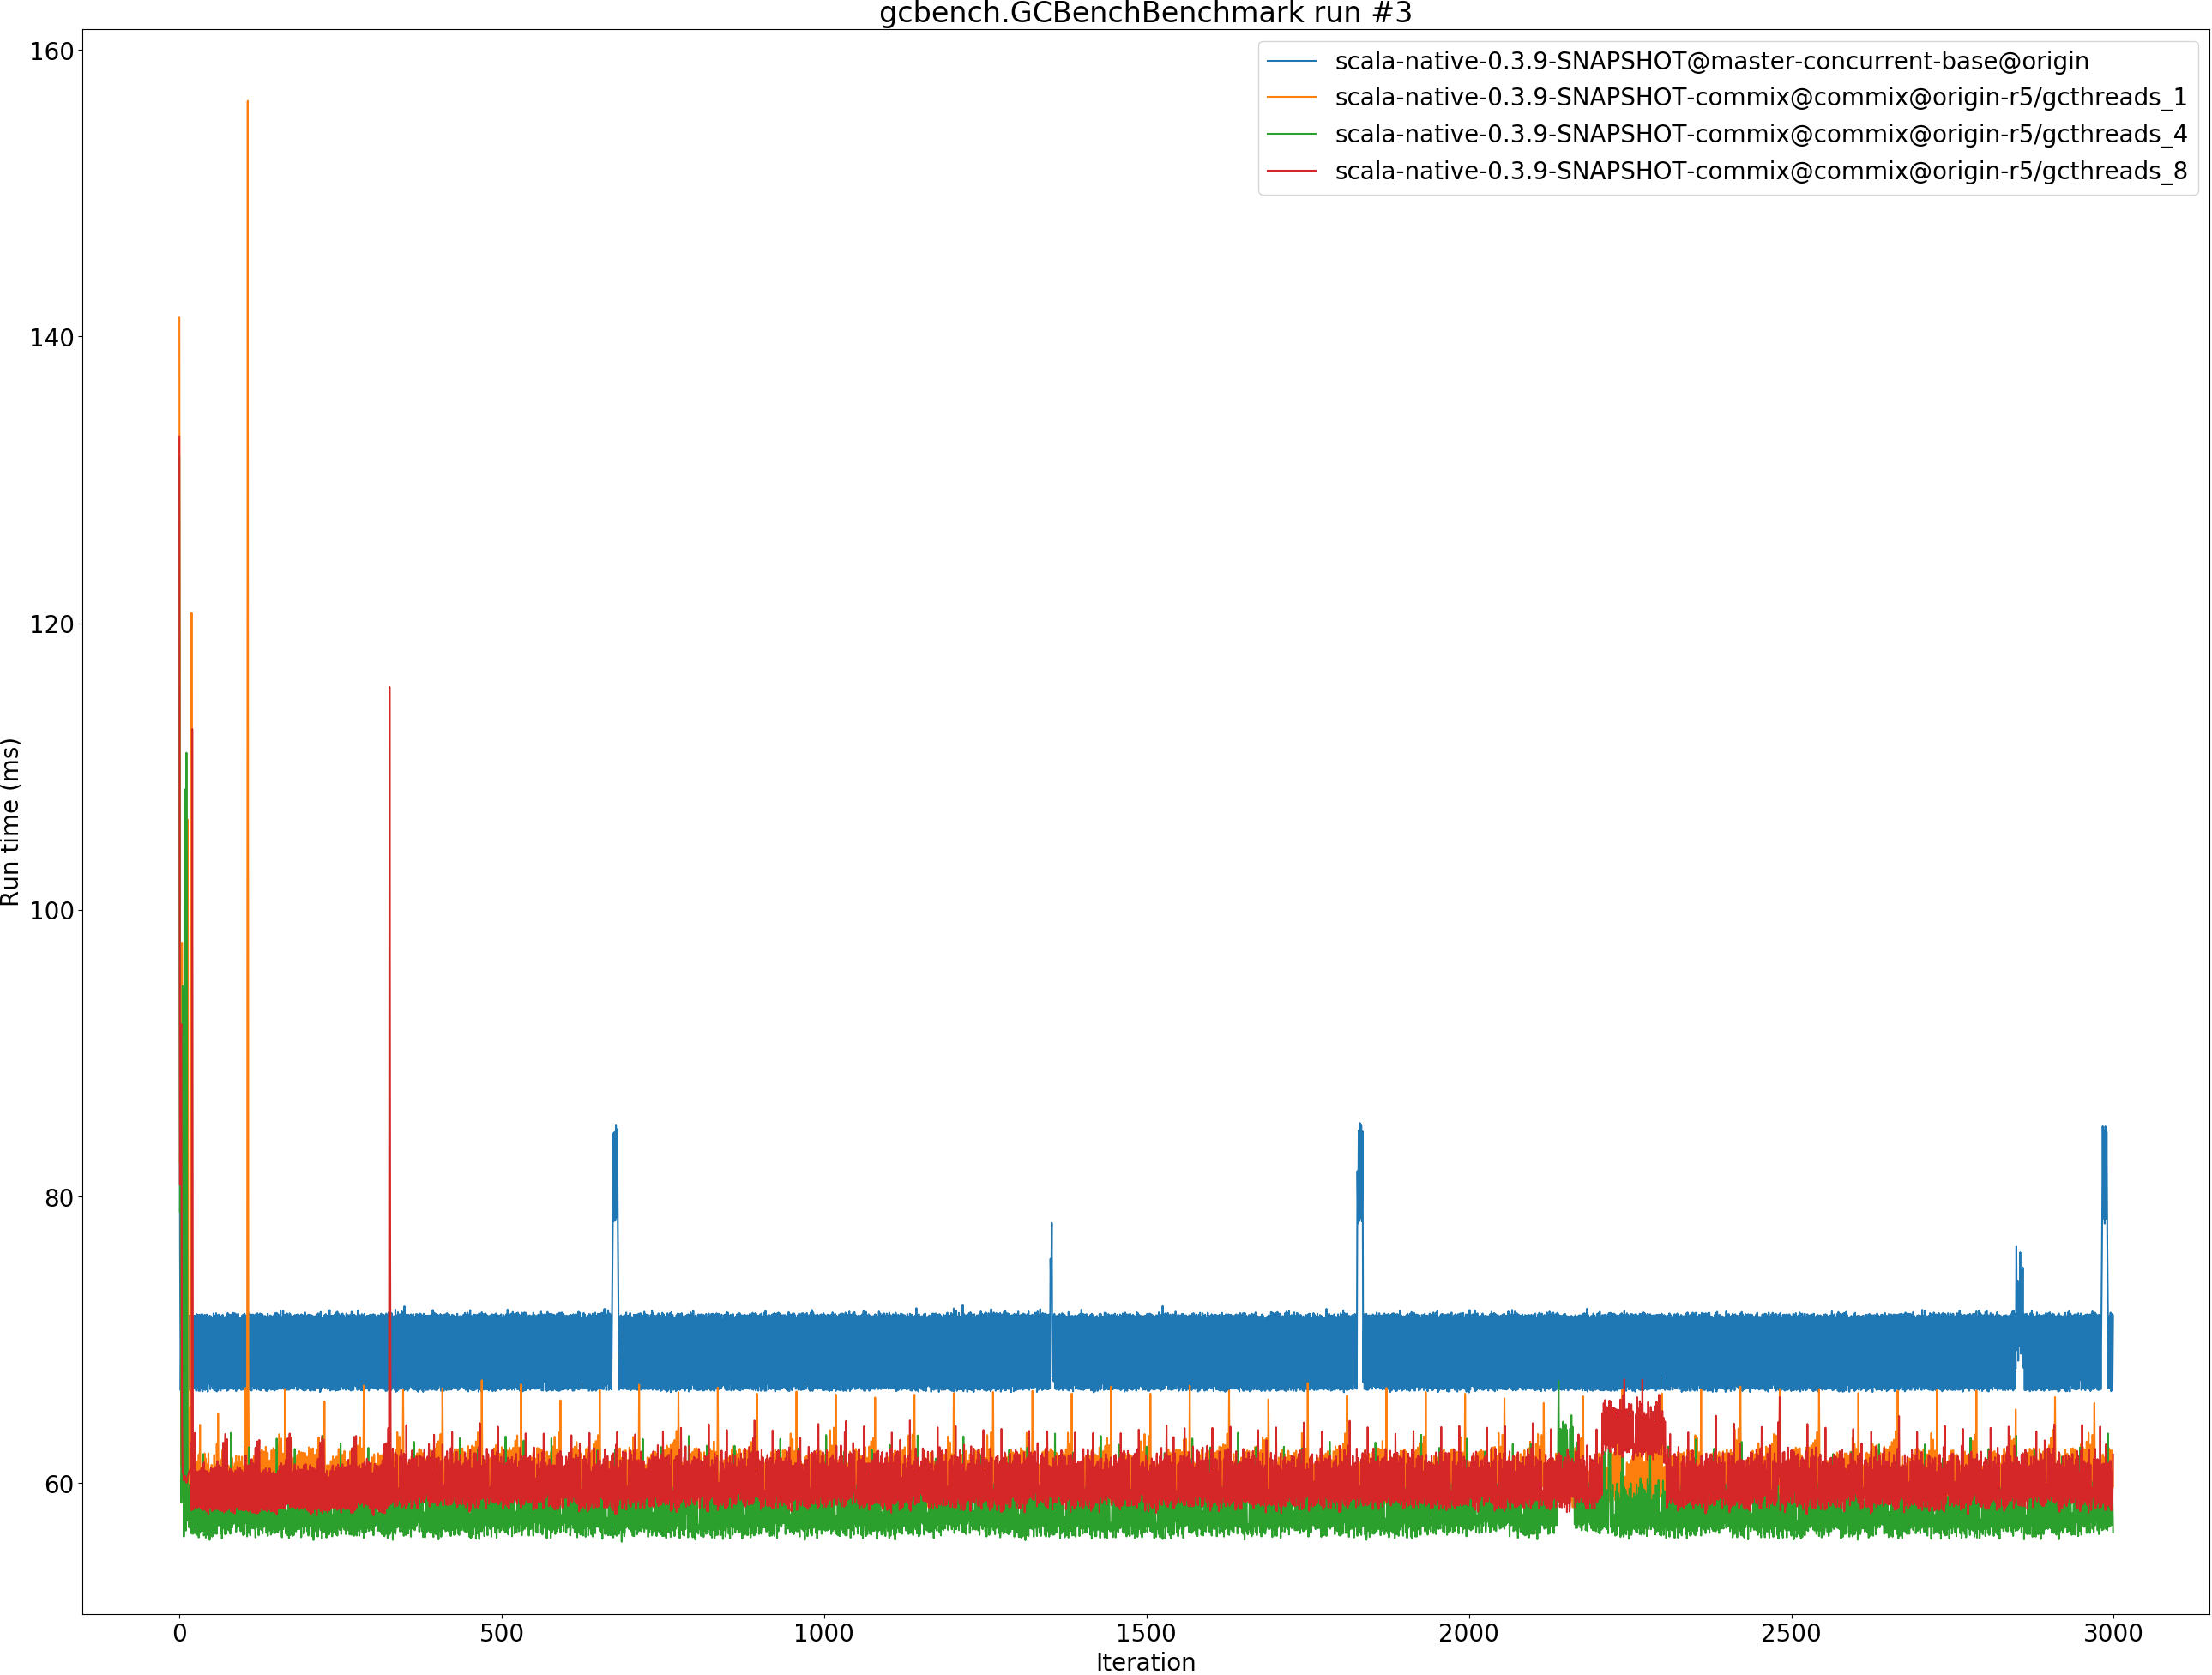 gcbench.GCBenchBenchmark run #3
scala-native-0.3.9-SNAPSHOT@master-concurrent-base@origin
scala-native-0.3.9-SNAPSHOT-commix@commix@origin-r5/gcthreads_1
scala-native-0.3.9-SNAPSHOT-commix@commix@origin-r5/gcthreads_4
scala-native-0.3.9-SNAPSHOT-commix@commix@origin-r5/gcthreads_8
Run time (ms)
160
140
120
100
80
60
0 500 1000 1500 2000 2500 3000
Iteration